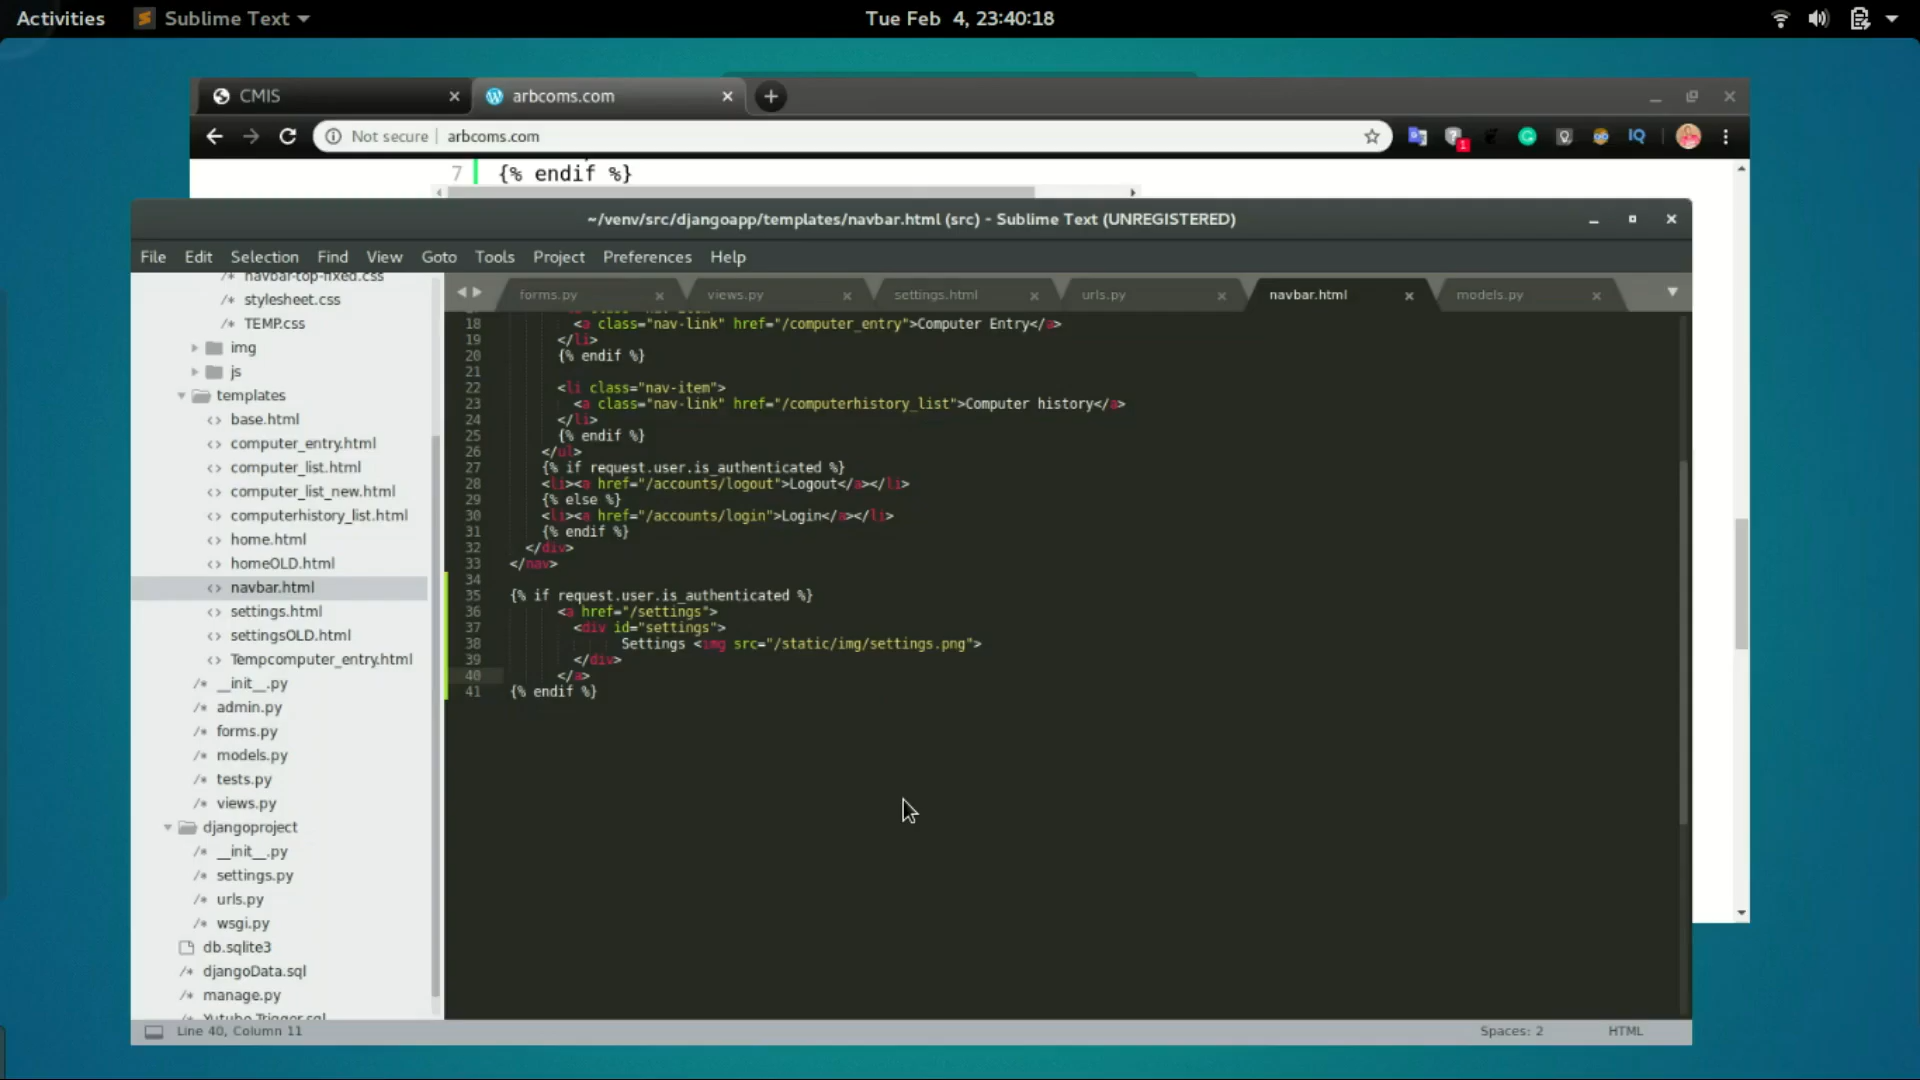 Activities
Sublime Text
Tue Feb 4, 23:40:18
CMIS
arbcoms.com
Not secure
arbcoms.com
IQ
1
7 {% endif %}
~/venv/src/djangoapp/templates/navbar.html (src) - Sublime Text (UNREGISTERED)
File Edit Selection Find View Goto Tools Project Preferences Help
forms.py views.py settings.html urls.py navbar.html models.py
/* navbar-top-fixed.css
/* stylesheet.css
/* TEMP.css
img
js
templates
<> base.html
<> computer_entry.html
<> computer_list.html
<> computer_list_new.html
<> computerhistory_list.html
<> home.html
<> homeOLD.html
<> navbar.html
<> settings.html
<> settingsOLD.html
<> Tempcomputer_entry.html
/* __init__.py
/* admin.py
/* forms.py
/* models.py
/* tests.py
/* views.py
djangoproject
/* __init__.py
/* settings.py
/* urls.py
/* wsgi.py
db.sqlite3
/* djangoData.sql
/* manage.py
18 <a class="nav-link" href="/computer_entry">Computer Entry</a>
19 </li>
20 {% endif %}
21
22 <li class="nav-item">
23 <a class="nav-link" href="/computerhistory_list">Computer history</a>
24 </li>
25 {% endif %}
26 </ul>
27 {% if request.user.is_authenticated %}
28 <li><a href="/accounts/logout">Logout</a></li>
29 {% else %}
30 <li><a href="/accounts/login">Login</a></li>
31 {% endif %}
32 </div>
33 </nav>
34
35 {% if request.user.is_authenticated %}
36 <a href="/settings">
37 <div id="settings">
38 Settings <img src="/static/img/settings.png">
39 </div>
40 </a>
41 {% endif %}
Line 40, Column 11
Spaces: 2
HTML